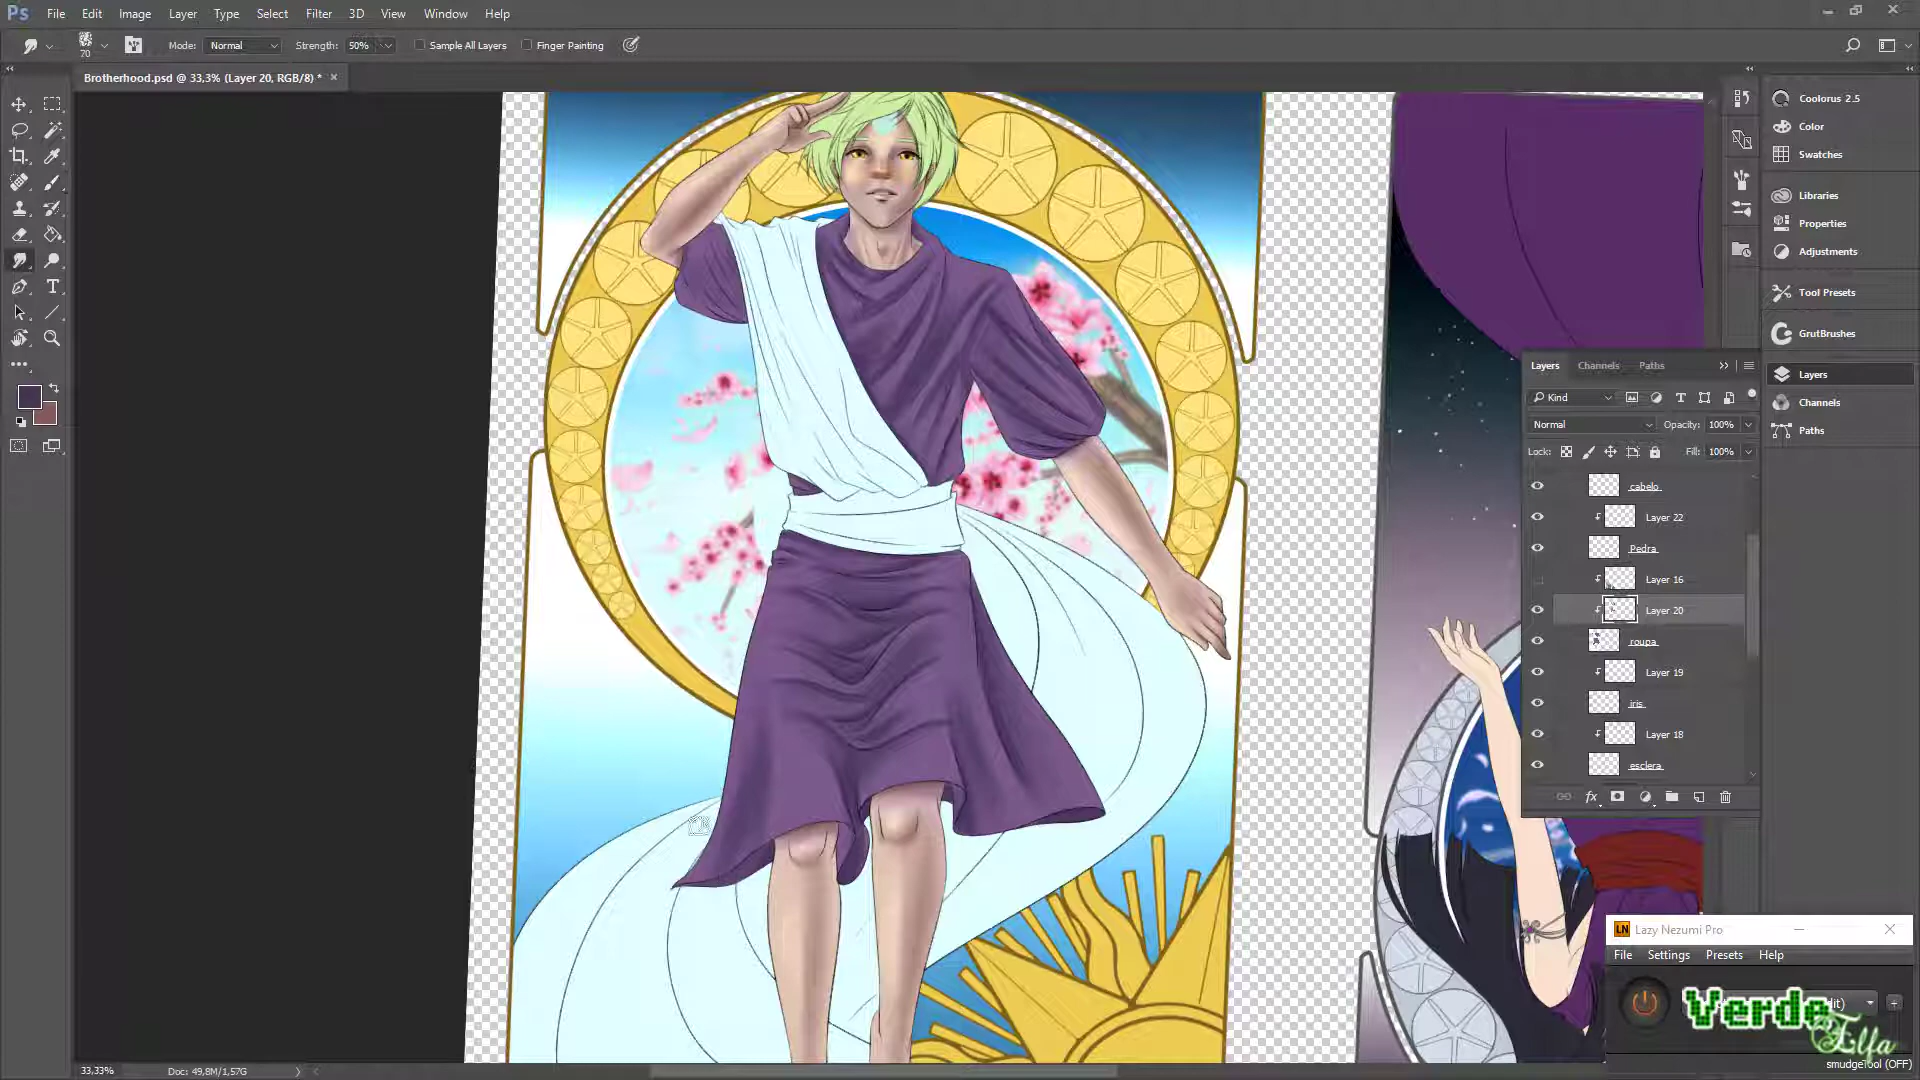 Ps File Edit Image Layer Type Select Filter 3D View Window Help
70 Mode: Normal Strength: 50% Sample All Layers Finger Painting
Brotherhood.psd @ 33,3% (Layer 20, RGB/8) * ×
Coolorus 2.5
Color
Swatches
Libraries
Properties
Adjustments
Tool Presets
GrutBrushes
Layers
Channels
Paths
Layers Channels Paths
Kind
Normal Opacity: 100%
Lock: Fill: 100%
cabelo
Layer 22
Pedra
Layer 16
Layer 20
roupa
Layer 19
iris
Layer 18
esclera
fx
LN Lazy Nezumi Pro
File Settings Presets Help
Verde
Elfa
smudgeTool (OFF)
33,33% Doc: 49,8M/1,57G